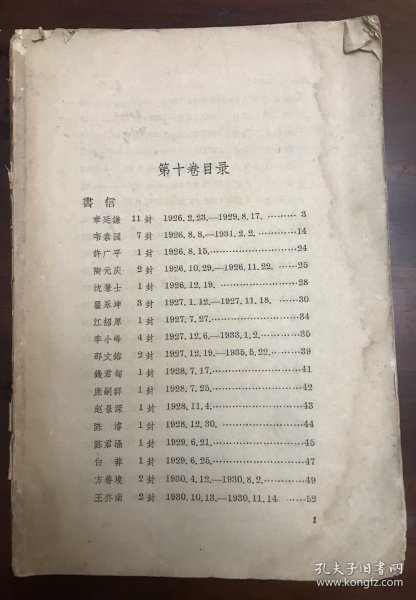 第十卷目录
書信
章廷謙 11封 1926.2.23.—1929.8.17. ………3
韦素園 7封 1926.8.8.—1931.2.2. ………14
許广平 1封 1926.8.15. ………24
陶元庆 2封 1926.10.29.—1926.11.22. ………25
沈兼士 1封 1926.12.19. ………28
翟永坤 3封 1927.1.12.—1927.11.18. ………30
江紹原 1封 1927.7.27. ………34
李小峰 4封 1927.12.6.—1933.1.2. ………35
邵文鎔 2封 1927.12.19.—1935.5.22. ………39
錢君匋 1封 1928.7.17. ………41
康嗣群 1封 1928.7.25. ………42
赵景深 1封 1928.11.4. ………43
陈濬 1封 1928.12.30. ………44
陈君涵 1封 1929.6.21. ………45
白莽 1封 1929.6.25. ………47
方善境 2封 1930.4.12.—1930.8.2. ………49
王乔南 2封 1930.10.13.—1930.11.14. ………52
I
孔夫子旧書网
www.kongfz.com